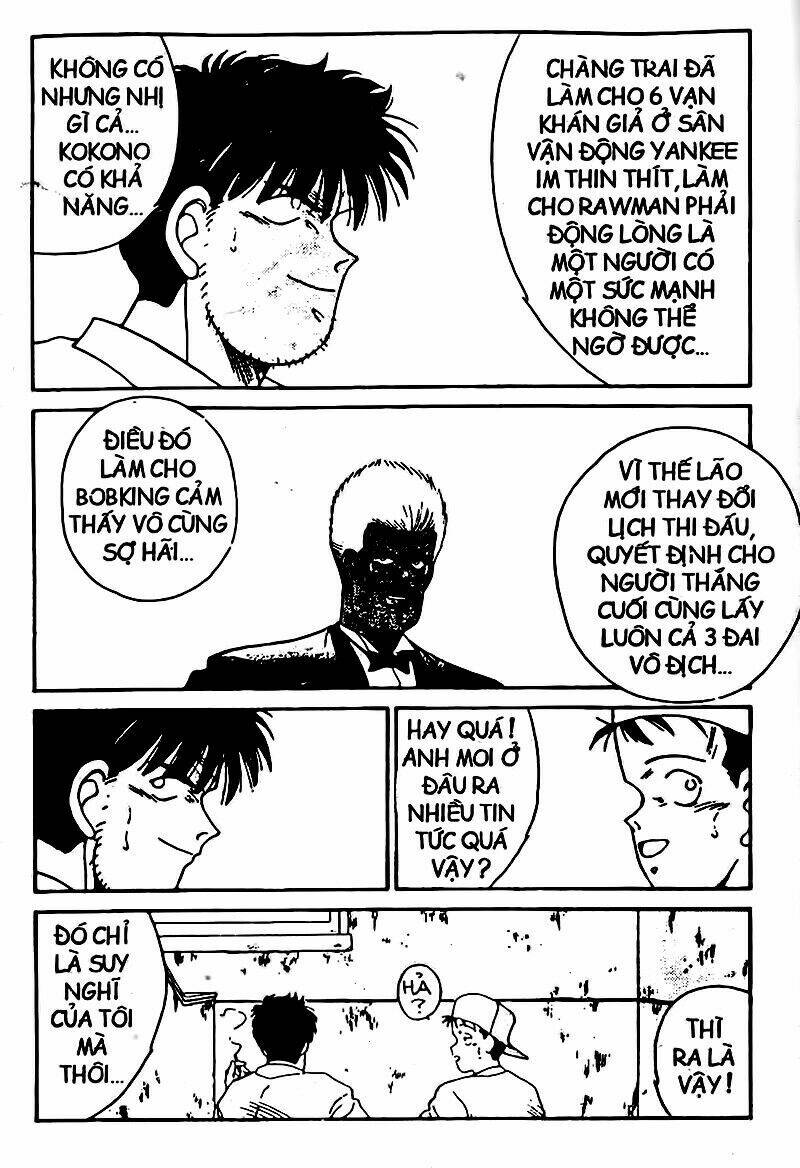 KHÔNG CÓ
NHƯNG NHỊ
GÌ CẢ...
KOKONO
CÓ KHẢ
NĂNG...
CHÀNG TRAI ĐÃ
LÀM CHO 6 VẠN
KHÁN GIẢ Ở SÂN
VẬN ĐỘNG YANKEE
IM THIN THÍT, LÀM
CHO RAWMAN PHẢI
ĐỘNG LÒNG LÀ
MỘT NGƯỜI CÓ
MỘT SỨC MẠNH
KHÔNG THỂ
NGỜ ĐƯỢC...
ĐIỀU ĐÓ
LÀM CHO
BOBKING CẢM
THẤY VÔ CÙNG
SỢ HÃI...
VÌ THẾ LÃO
MỚI THAY ĐỔI
LỊCH THI ĐẤU,
QUYẾT ĐỊNH CHO
NGƯỜI THẮNG
CUỐI CÙNG LẤY
LUÔN CẢ 3 ĐAI
VÔ ĐỊCH...
HAY QUÁ!
ANH MOI Ở
ĐÂU RA
NHIỀU TIN
TỨC QUÁ
VẬY?
ĐÓ CHỈ
LÀ SUY
NGHĨ
CỦA TÔI
MÀ
THÔI...
HẢ
?
THÌ
RA LÀ
VẬY!